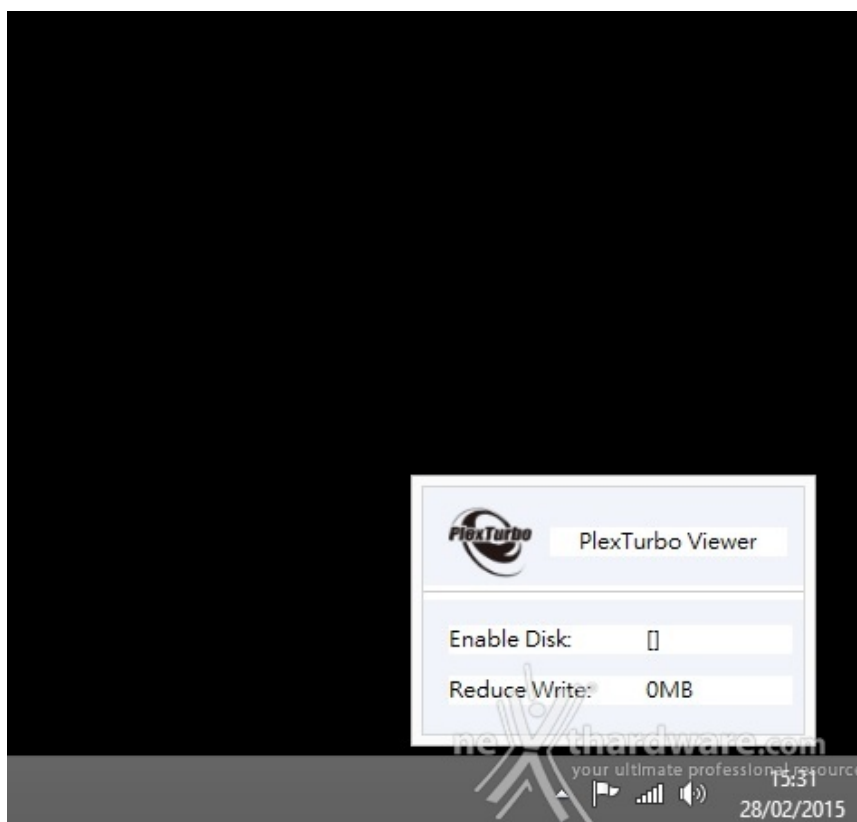 PlexTurbo
PlexTurbo Viewer
Enable Disk: []
Reduce Write: 0MB
nexthardware.com
your ultimate professional resource
15:31
28/02/2015